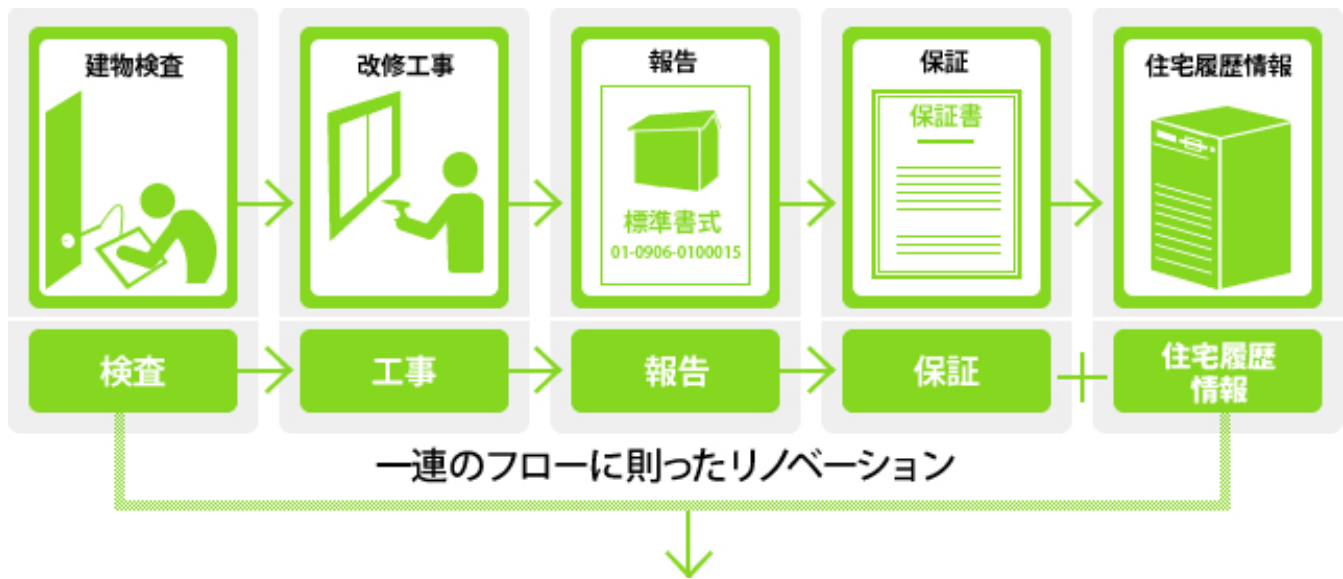 建物検査
改修工事
報告
保証
住宅履歴情報
保証書
標準書式
01-0906-0100015
検査
工事
報告
保証
住宅履歴
情報
一連のフローに則ったリノベーション